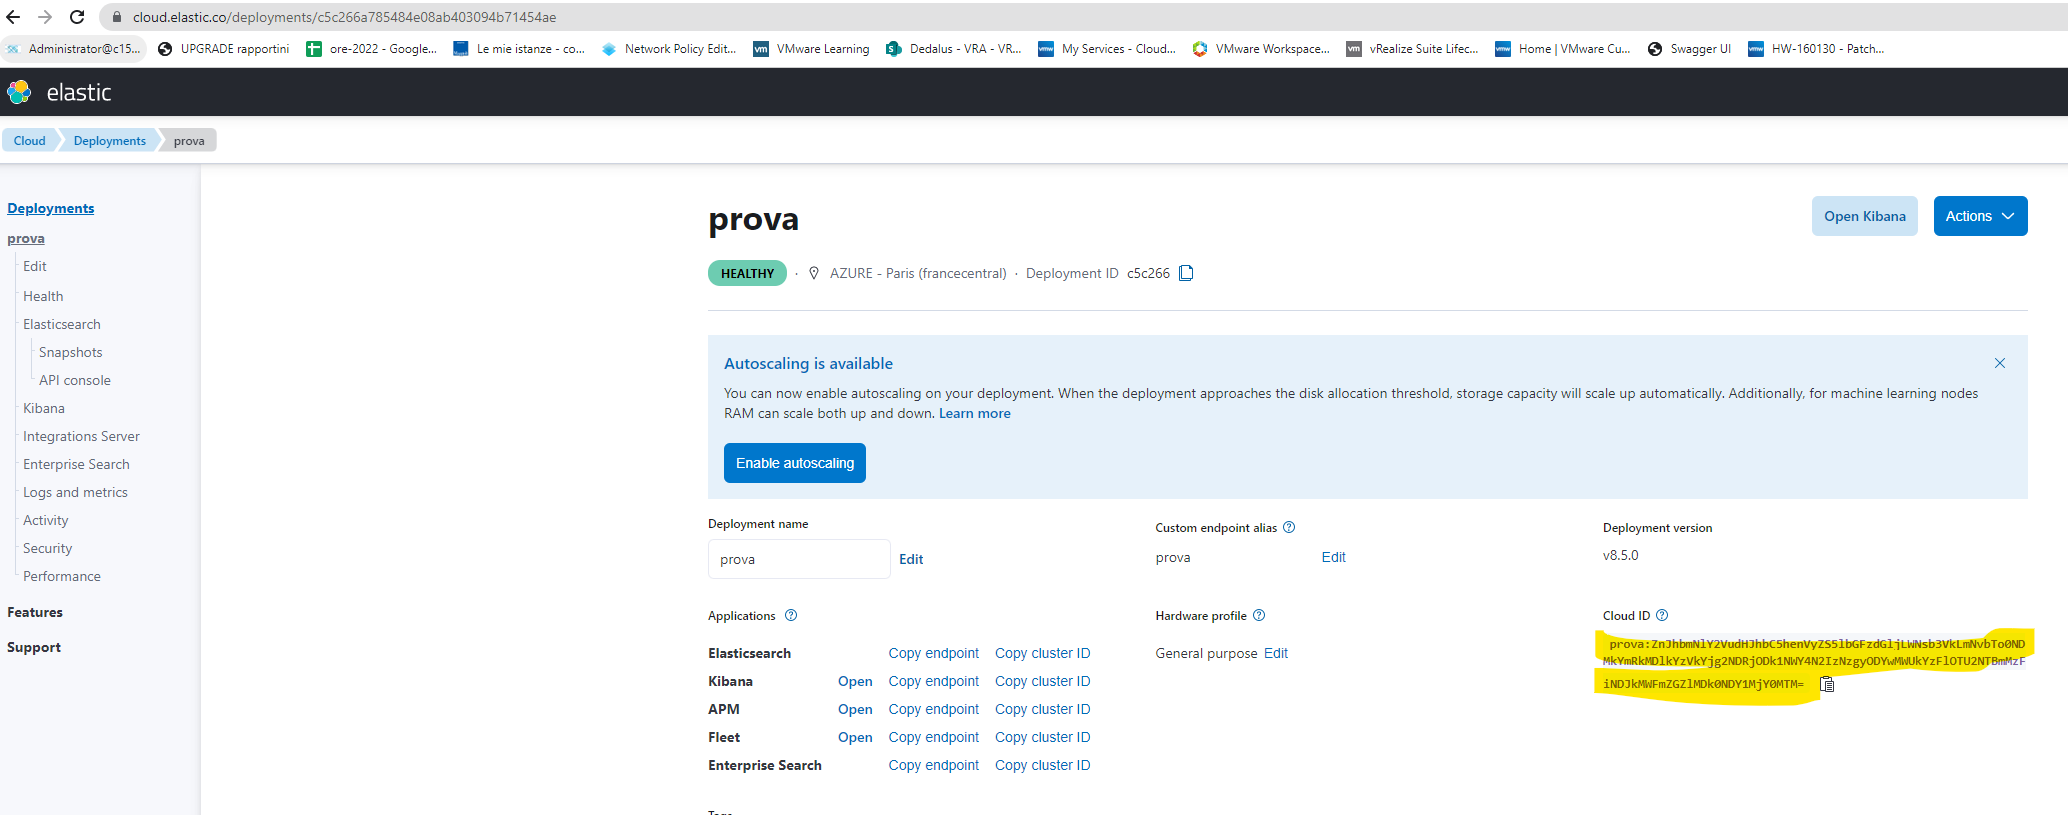 cloud.elastic.co/deployments/c5c266a785484e08ab403094b71454ae
Administrator@c15... UPGRADE rapportini ore-2022 - Google... Le mie istanze - co... Network Policy Edit... VMware Learning Dedalus - VRA - VR... My Services - Cloud... VMware Workspace... vRealize Suite Lifec... Home | VMware Cu... Swagger UI HW-160130 - Patch...
elastic
Cloud Deployments prova
Deployments
prova
Edit
Health
Elasticsearch
Snapshots
API console
Kibana
Integrations Server
Enterprise Search
Logs and metrics
Activity
Security
Performance
Features
Support
prova
Open Kibana
Actions
HEALTHY · AZURE - Paris (francecentral) · Deployment ID c5c266
Autoscaling is available
You can now enable autoscaling on your deployment. When the deployment approaches the disk allocation threshold, storage capacity will scale up automatically. Additionally, for machine learning nodes
RAM can scale both up and down. Learn more
Enable autoscaling
Deployment name
prova Edit
Custom endpoint alias
prova Edit
Deployment version
v8.5.0
Applications
Elasticsearch Copy endpoint Copy cluster ID
Kibana Open Copy endpoint Copy cluster ID
APM Open Copy endpoint Copy cluster ID
Fleet Open Copy endpoint Copy cluster ID
Enterprise Search Copy endpoint Copy cluster ID
Hardware profile
General purpose Edit
Cloud ID
prova:ZnJhbmNlY2VudHJhbC5henVyZS5lbGFzdGljLWNsb3VkLmNvbTo0ND
MkYmRkMDlkYzVkYjg2NDRjODk1NWY4N2IzNzgyODYwMWUkYzFlOTU2NTBmMzF
iNDJkMWFmZGZlMDk0NDY1MjY0MTM=